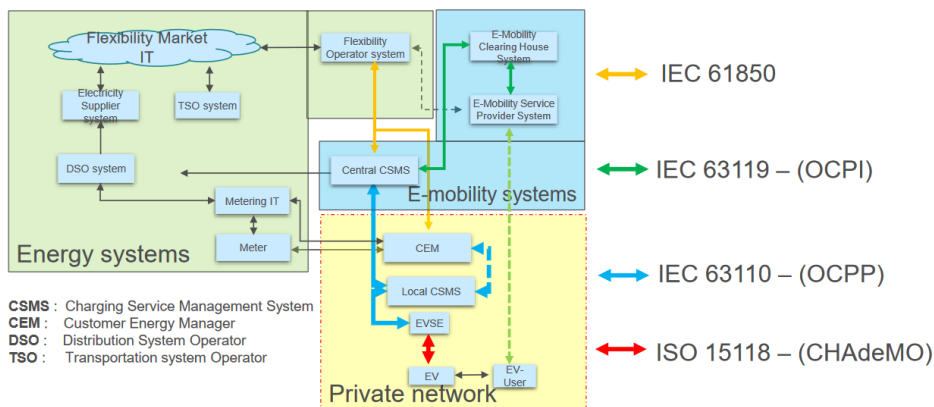 Flexibility Market
IT
Flexibility
Operator system
E-Mobility
Clearing House
System
IEC 61850
Electricity
Supplier
system
TSO system
E-Mobility Service
Provider System
DSO system
Central CSMS
IEC 63119 – (OCPI)
E-mobility systems
Metering IT
Meter
Energy systems
CEM
IEC 63110 – (OCPP)
Local CSMS
CSMS : Charging Service Management System
CEM : Customer Energy Manager
DSO : Distribution System Operator
TSO : Transportation system Operator
EVSE
ISO 15118 – (CHAdeMO)
EV
EV-
User
Private network